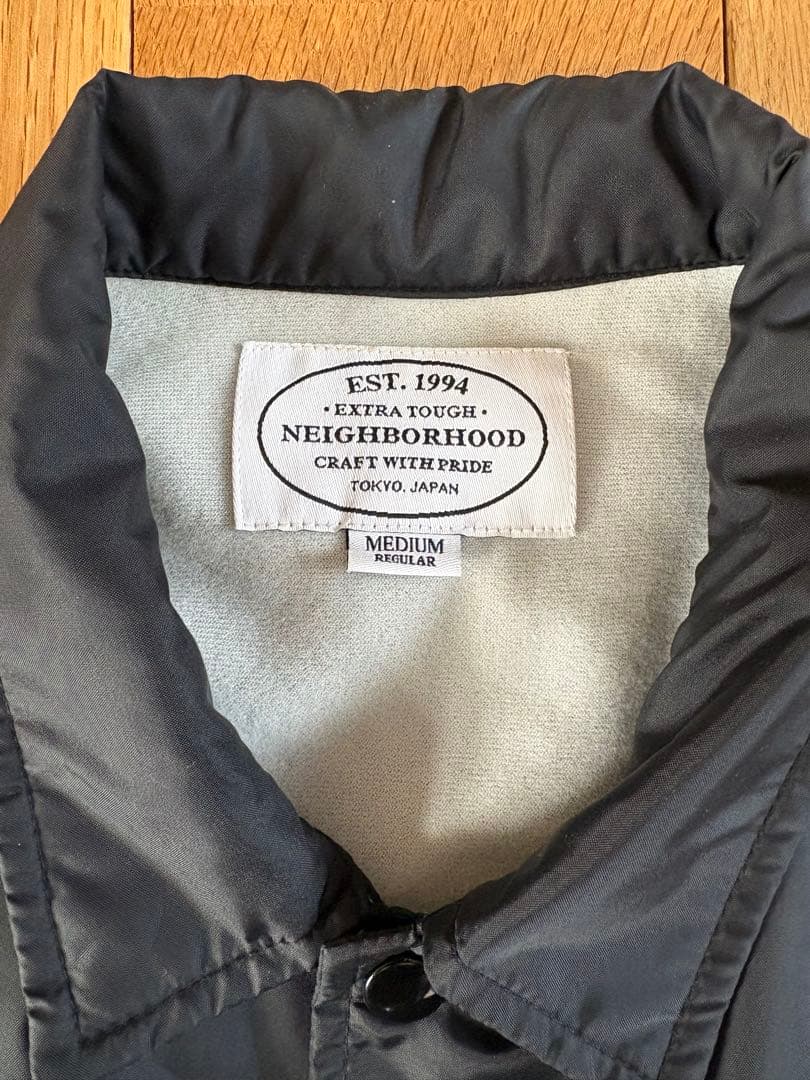 EST. 1994
• EXTRA TOUGH •
NEIGHBORHOOD
CRAFT WITH PRIDE
TOKYO. JAPAN
MEDIUM
REGULAR